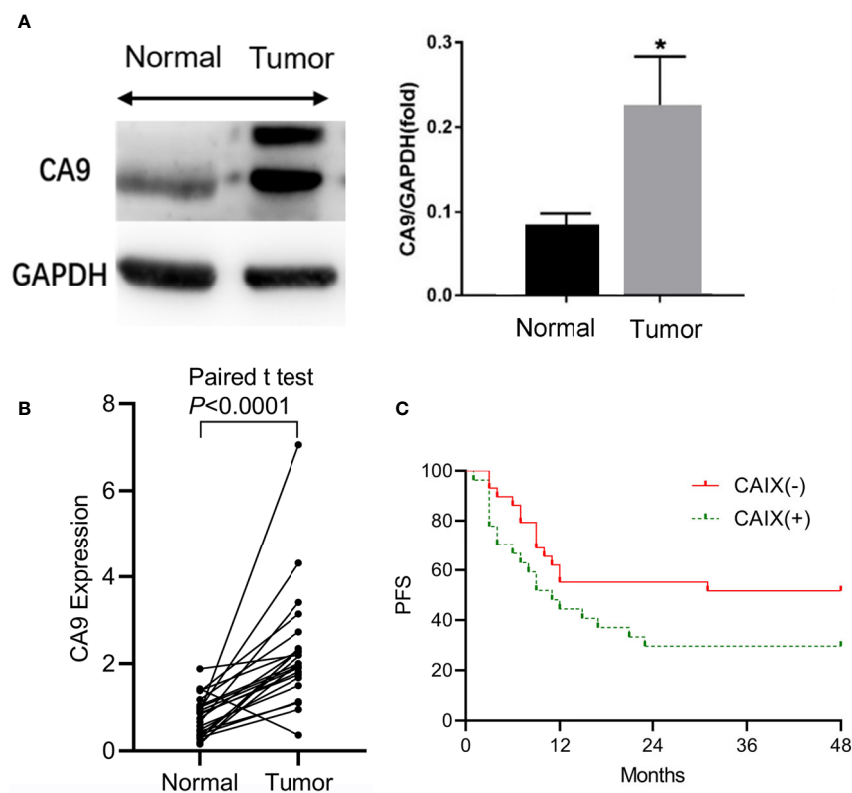 A
Normal Tumor
CA9
GAPDH
CA9/GAPDH(fold)
0.3
0.2
0.1
0.0
*
Normal Tumor
B
Paired t test
P<0.0001
CA9 Expression
8
6
4
2
0
Normal Tumor
C
PFS
100
80
60
40
20
0
CAIX(-)
CAIX(+)
0 12 24 36 48
Months